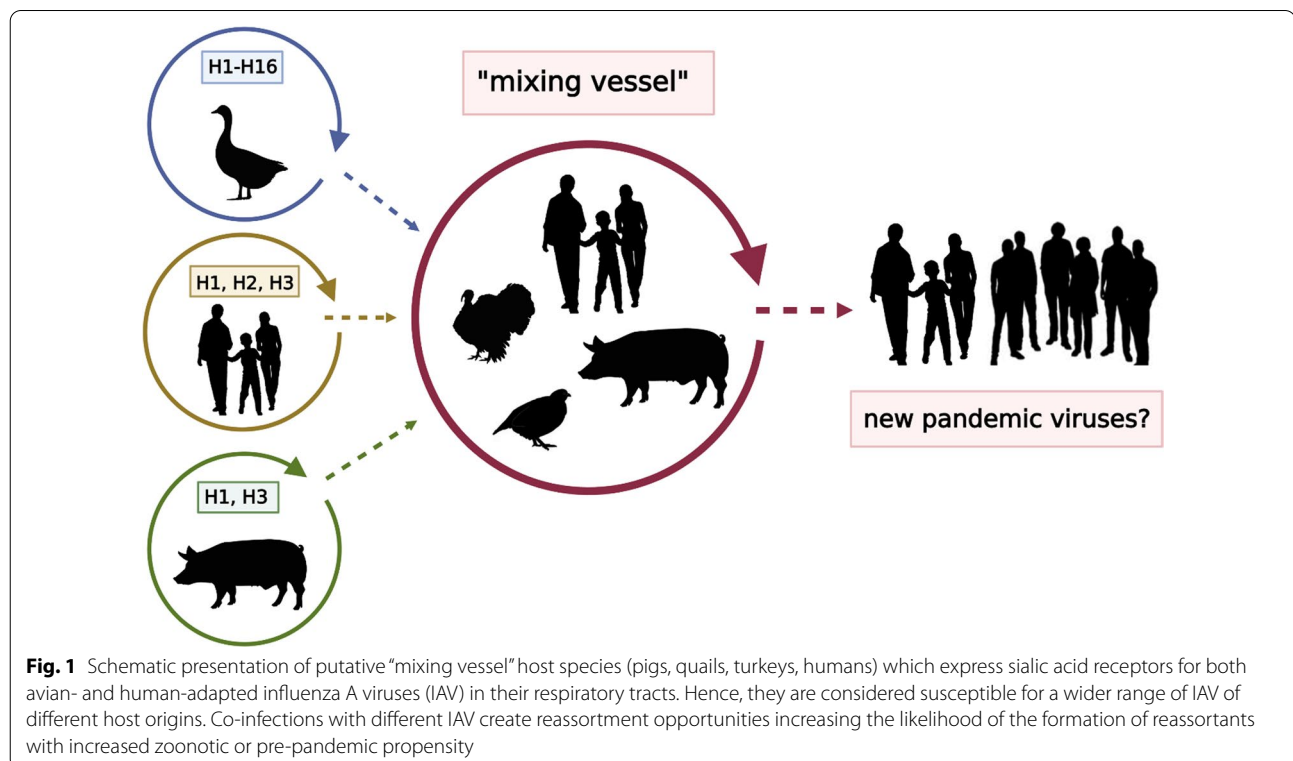 H1-H16
"mixing vessel"
H1, H2, H3
H1, H3
new pandemic viruses?
Fig. 1 Schematic presentation of putative “mixing vessel” host species (pigs, quails, turkeys, humans) which express sialic acid receptors for both
avian- and human-adapted influenza A viruses (IAV) in their respiratory tracts. Hence, they are considered susceptible for a wider range of IAV of
different host origins. Co-infections with different IAV create reassortment opportunities increasing the likelihood of the formation of reassortants
with increased zoonotic or pre-pandemic propensity